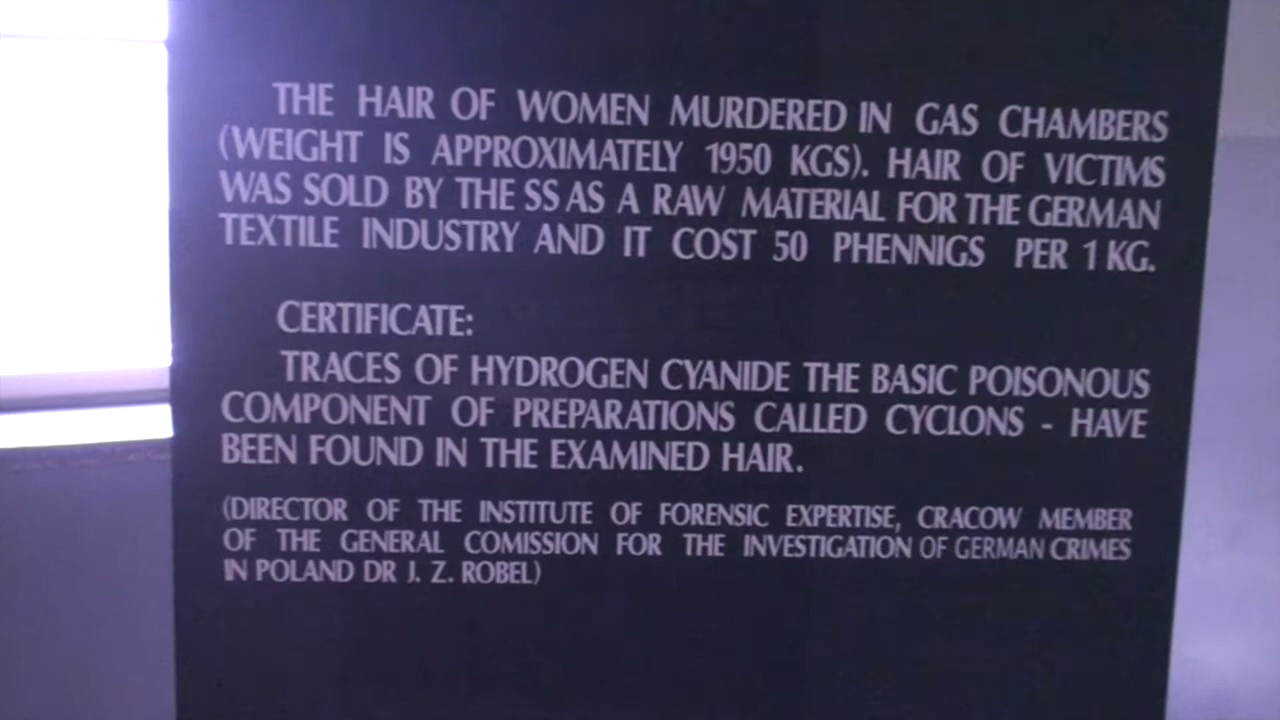 THE HAIR OF WOMEN MURDERED IN GAS CHAMBERS
(WEIGHT IS APPROXIMATELY 1950 KGS). HAIR OF VICTIMS
WAS SOLD BY THE SS AS A RAW MATERIAL FOR THE GERMAN
TEXTILE INDUSTRY AND IT COST 50 PHENNIGS PER 1 KG.
CERTIFICATE:
TRACES OF HYDROGEN CYANIDE THE BASIC POISONOUS
COMPONENT OF PREPARATIONS CALLED CYCLONS - HAVE
BEEN FOUND IN THE EXAMINED HAIR.
(DIRECTOR OF THE INSTITUTE OF FORENSIC EXPERTISE, CRACOW MEMBER
OF THE GENERAL COMISSION FOR THE INVESTIGATION OF GERMAN CRIMES
IN POLAND DR J. Z. ROBEL)